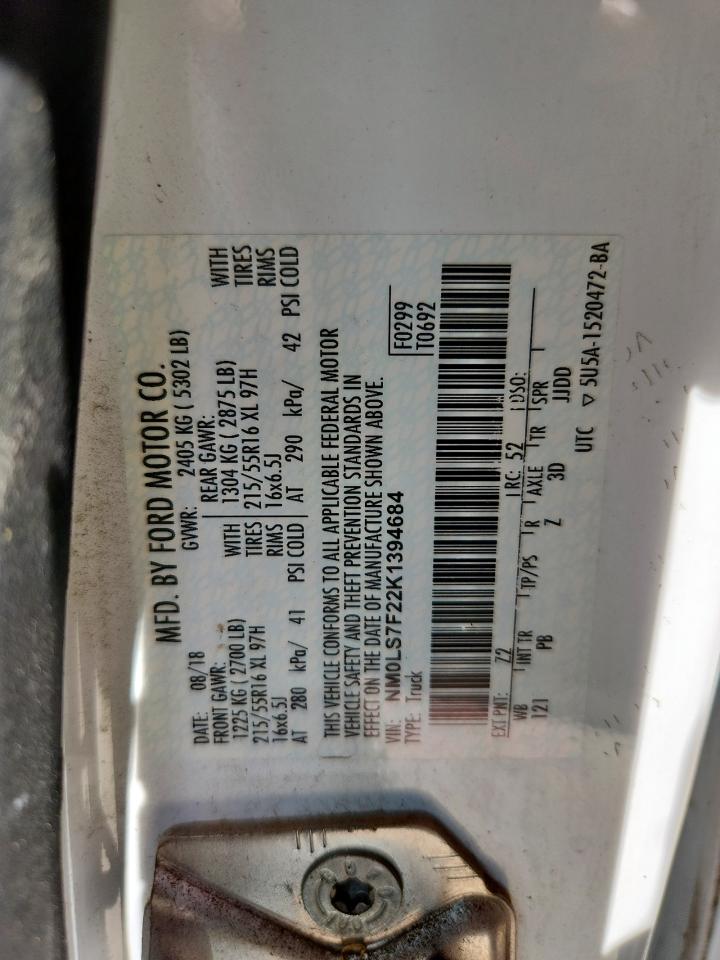 MFD. BY FORD MOTOR CO.
DATE: 08/18 GVWR: 2405 KG ( 5302 LB)
FRONT GAWR: REAR GAWR:
1225 KG ( 2700 LB) WITH 1304 KG ( 2875 LB) WITH
215/55R16 XL 97H TIRES 215/55R16 XL 97H TIRES
16x6.5J RIMS 16x6.5J RIMS
AT 280 kPa/ 41 PSI COLD AT 290 kPa/ 42 PSI COLD
THIS VEHICLE CONFORMS TO ALL APPLICABLE FEDERAL MOTOR
VEHICLE SAFETY AND THEFT PREVENTION STANDARDS IN
EFFECT ON THE DATE OF MANUFACTURE SHOWN ABOVE.
VIN: NM0LS7F22K1394684 F0299
TYPE: Truck T0692
EXT PNT: Z2 RC: 52 DSO:
WB INT TR TP/PS R AXLE TR SPR
121 PB Z 3D JJDD
UTC ▽ 5U5A-1520472-BA